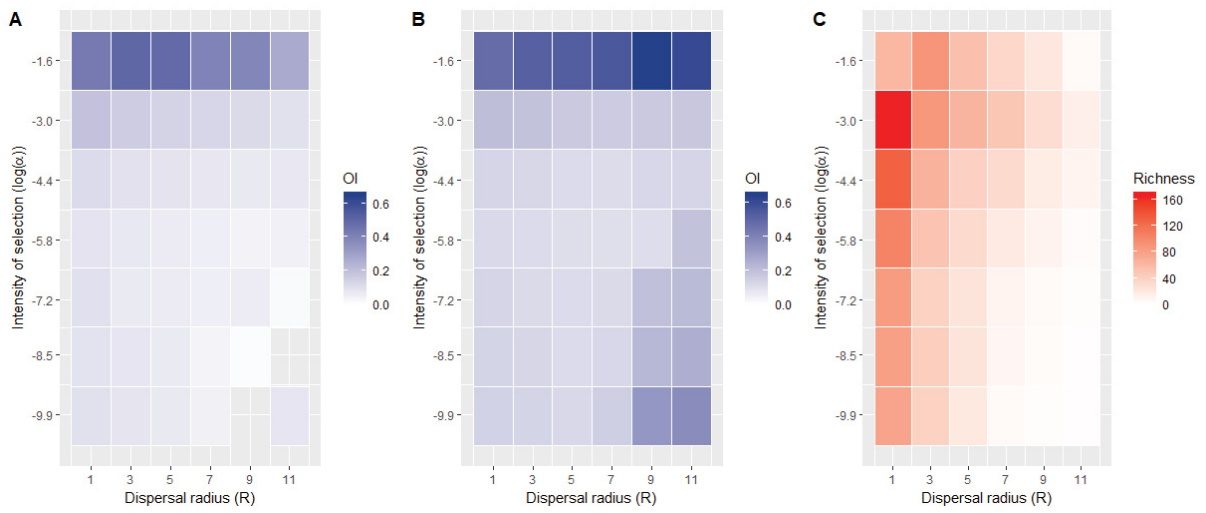 A
Intensity of selection (log(α))
-1.6
-3.0
-4.4
-5.8
-7.2
-8.5
-9.9
1 3 5 7 9 11
Dispersal radius (R)
OI
0.6
0.4
0.2
0.0
B
Intensity of selection (log(α))
-1.6
-3.0
-4.4
-5.8
-7.2
-8.5
-9.9
1 3 5 7 9 11
Dispersal radius (R)
OI
0.6
0.4
0.2
0.0
C
Intensity of selection (log(α))
-1.6
-3.0
-4.4
-5.8
-7.2
-8.5
-9.9
1 3 5 7 9 11
Dispersal radius (R)
Richness
160
120
80
40
0